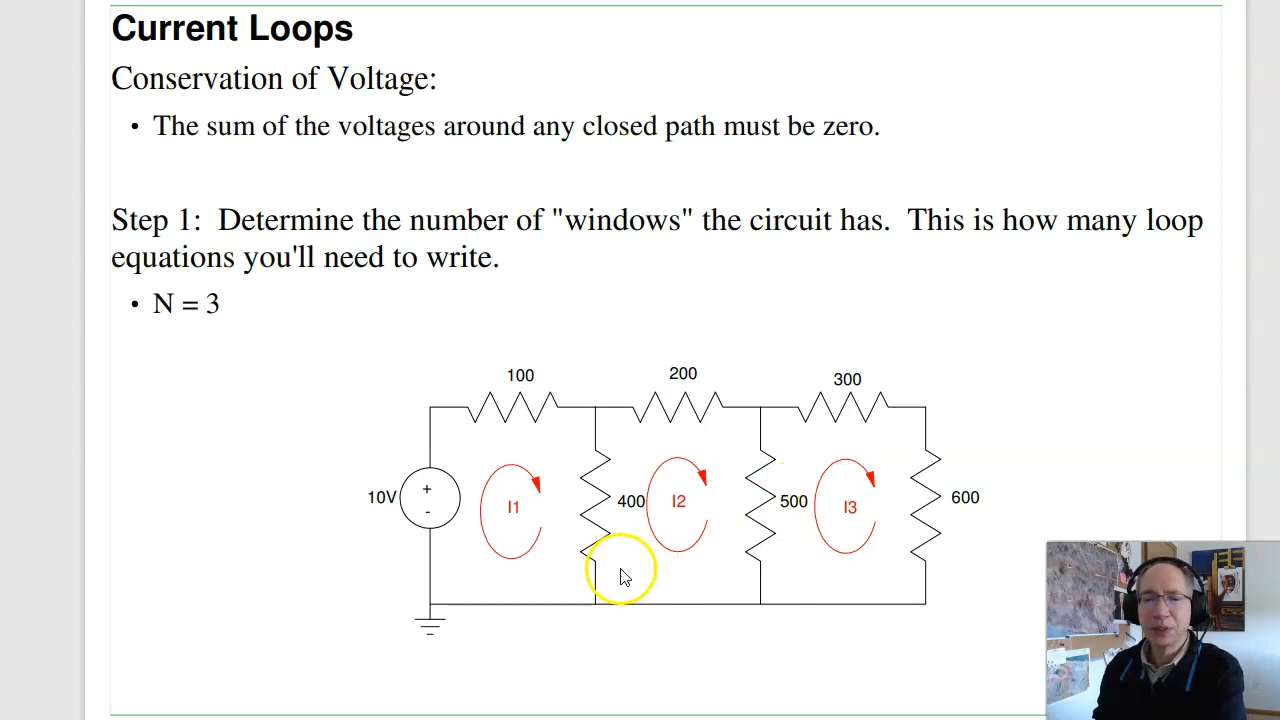 Current Loops
Conservation of Voltage:
• The sum of the voltages around any closed path must be zero.
Step 1: Determine the number of "windows" the circuit has. This is how many loop
equations you'll need to write.
• N = 3
100
200
300
10V
+
-
I1
400
I2
500
I3
600